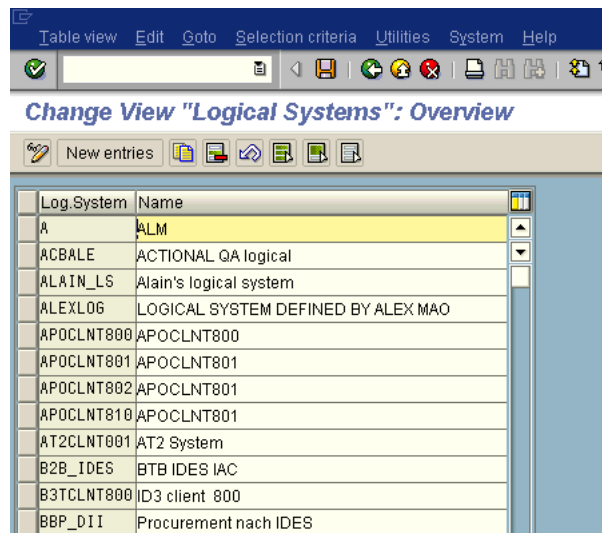 Table view Edit Goto Selection criteria Utilities System Help
Change View "Logical Systems": Overview
New entries
Log.System Name
A ALM
ACBALE ACTIONAL QA logical
ALAIN_LS Alain's logical system
ALEXLOG LOGICAL SYSTEM DEFINED BY ALEX MAO
APOCLNT800 APOCLNT800
APOCLNT801 APOCLNT801
APOCLNT802 APOCLNT801
APOCLNT810 APOCLNT801
AT2CLNT001 AT2 System
B2B_IDES BTB IDES IAC
B3TCLNT800 ID3 client 800
BBP_DII Procurement nach IDES